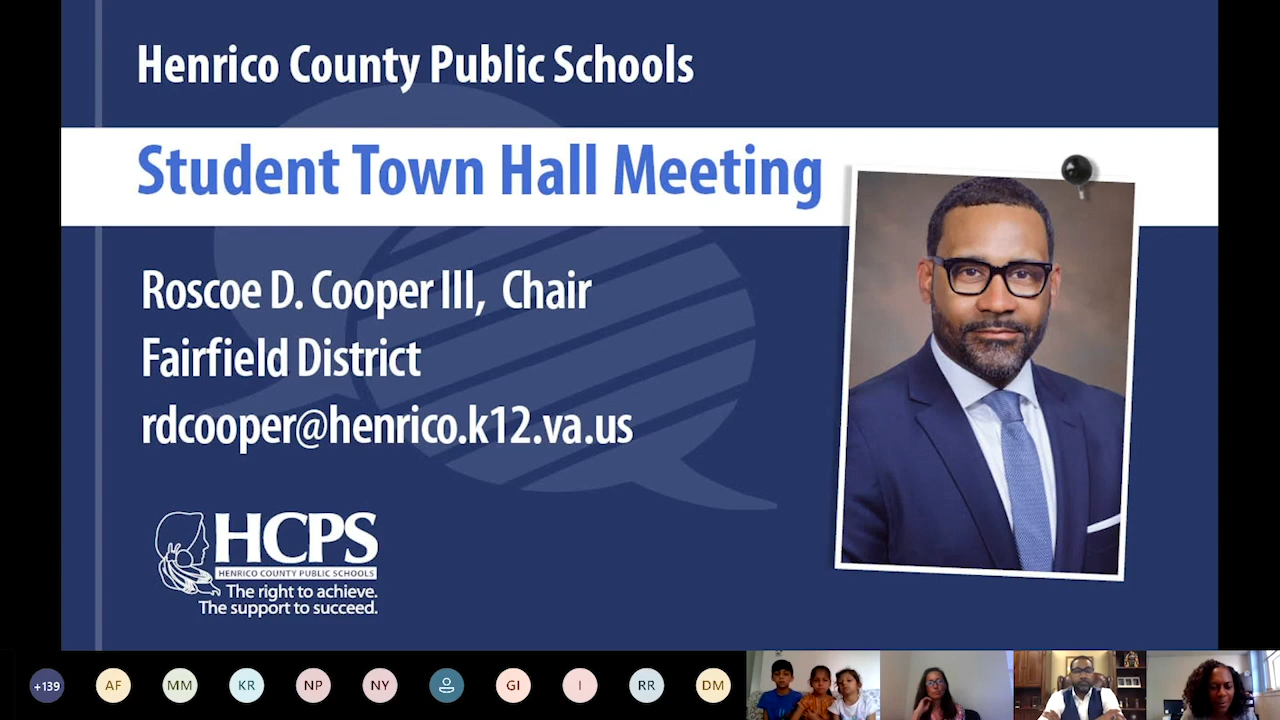 Henrico County Public Schools
Student Town Hall Meeting
Roscoe D. Cooper III, Chair
Fairfield District
rdcooper@henrico.k12.va.us
HCPS
HENRICO COUNTY PUBLIC SCHOOLS
The right to achieve.
The support to succeed.
+139 AF MM KR NP NY GI I RR DM